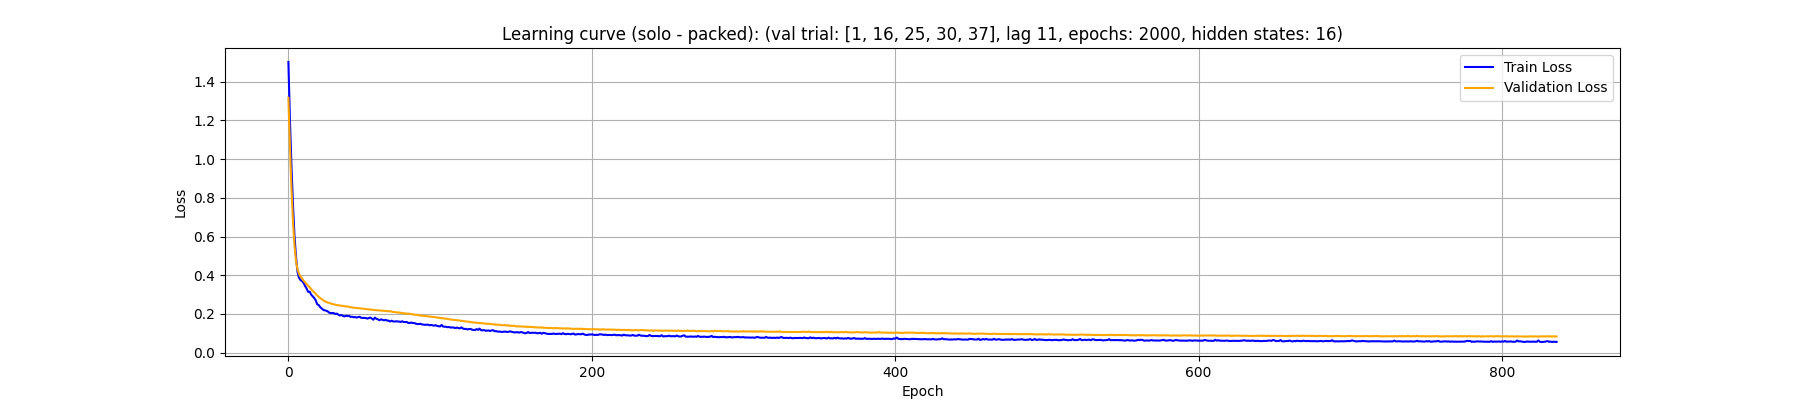 Learning curve (solo - packed): (val trial: [1, 16, 25, 30, 37], lag 11, epochs: 2000, hidden states: 16)
Train Loss
Validation Loss
Loss
1.4
1.2
1.0
0.8
0.6
0.4
0.2
0.0
0 200 400 600 800
Epoch